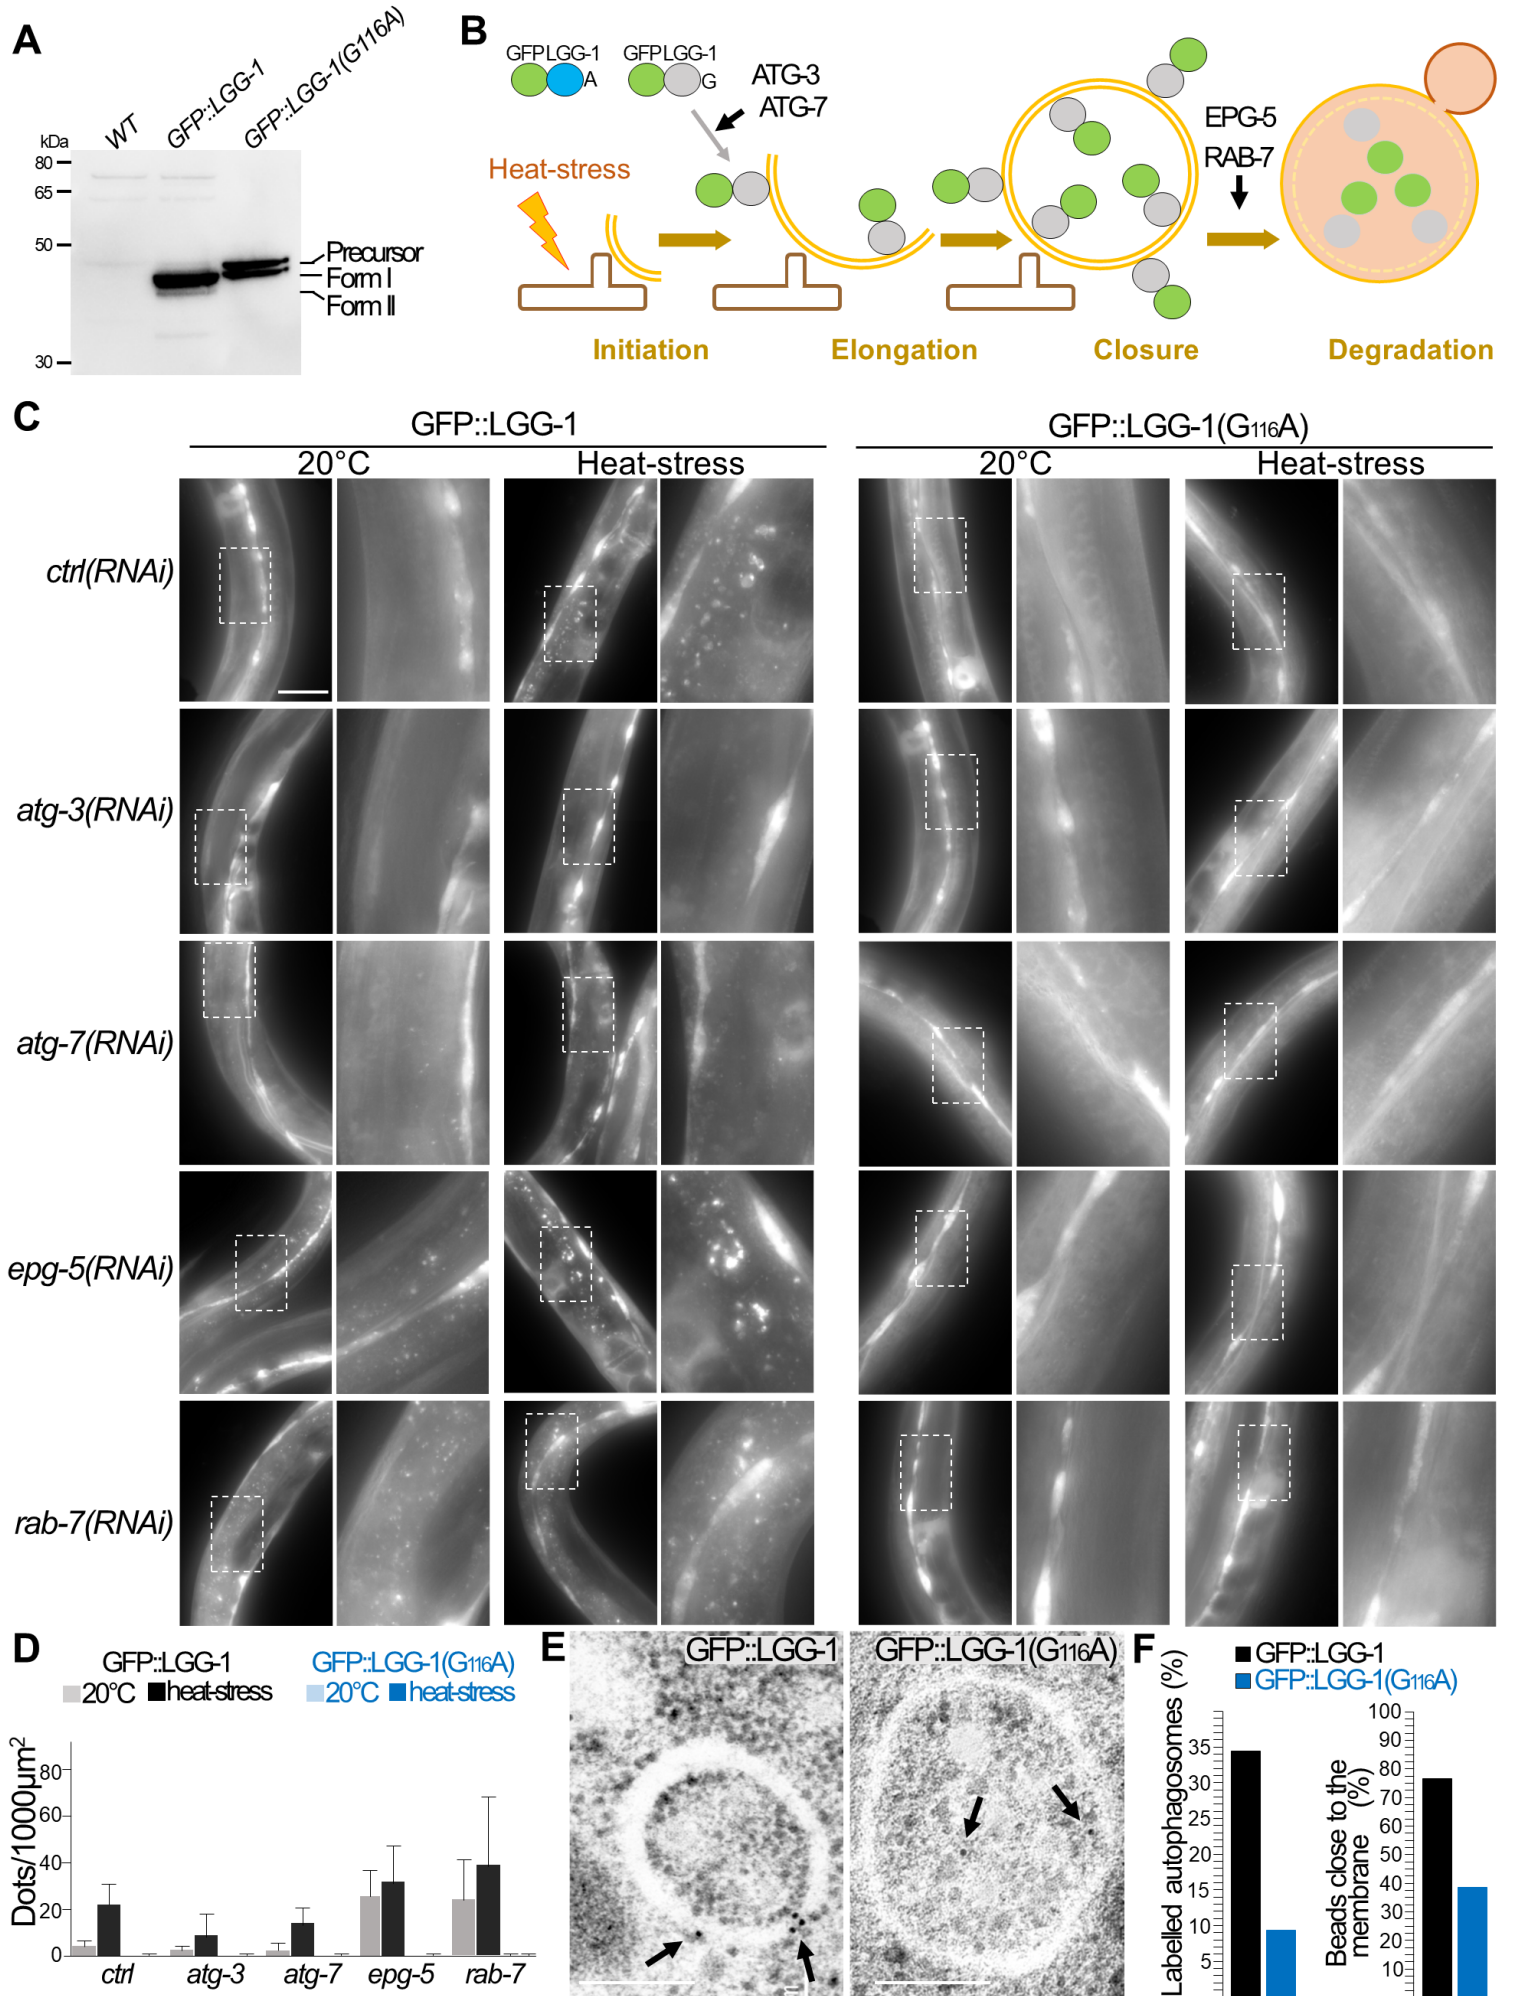 A
WT
GFP::LGG-1
GFP::LGG-1(G116A)
kDa
80
65
50
30
Precursor
Form I
Form II
B
GFP LGG-1
A
GFP LGG-1
G
ATG-3
ATG-7
Heat-stress
EPG-5
RAB-7
Initiation
Elongation
Closure
Degradation
C
GFP::LGG-1
GFP::LGG-1(G116A)
20°C
Heat-stress
20°C
Heat-stress
ctrl(RNAi)
atg-3(RNAi)
atg-7(RNAi)
epg-5(RNAi)
rab-7(RNAi)
D
GFP::LGG-1
20°C
heat-stress
GFP::LGG-1(G116A)
20°C
heat-stress
Dots/1000µm2
80
60
40
20
0
ctrl
atg-3
atg-7
epg-5
rab-7
E
GFP::LGG-1
GFP::LGG-1(G116A)
F
GFP::LGG-1
GFP::LGG-1(G116A)
Labelled autophagosomes (%)
35
30
25
20
15
10
5
Beads close to the
membrane (%)
100
90
80
70
60
50
40
30
20
10